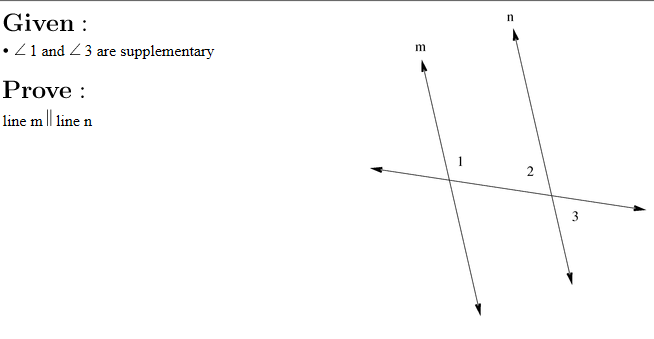 Given :
• ∠ 1 and ∠ 3 are supplementary
Prove :
line m ∥ line n
n
m
1
2
3